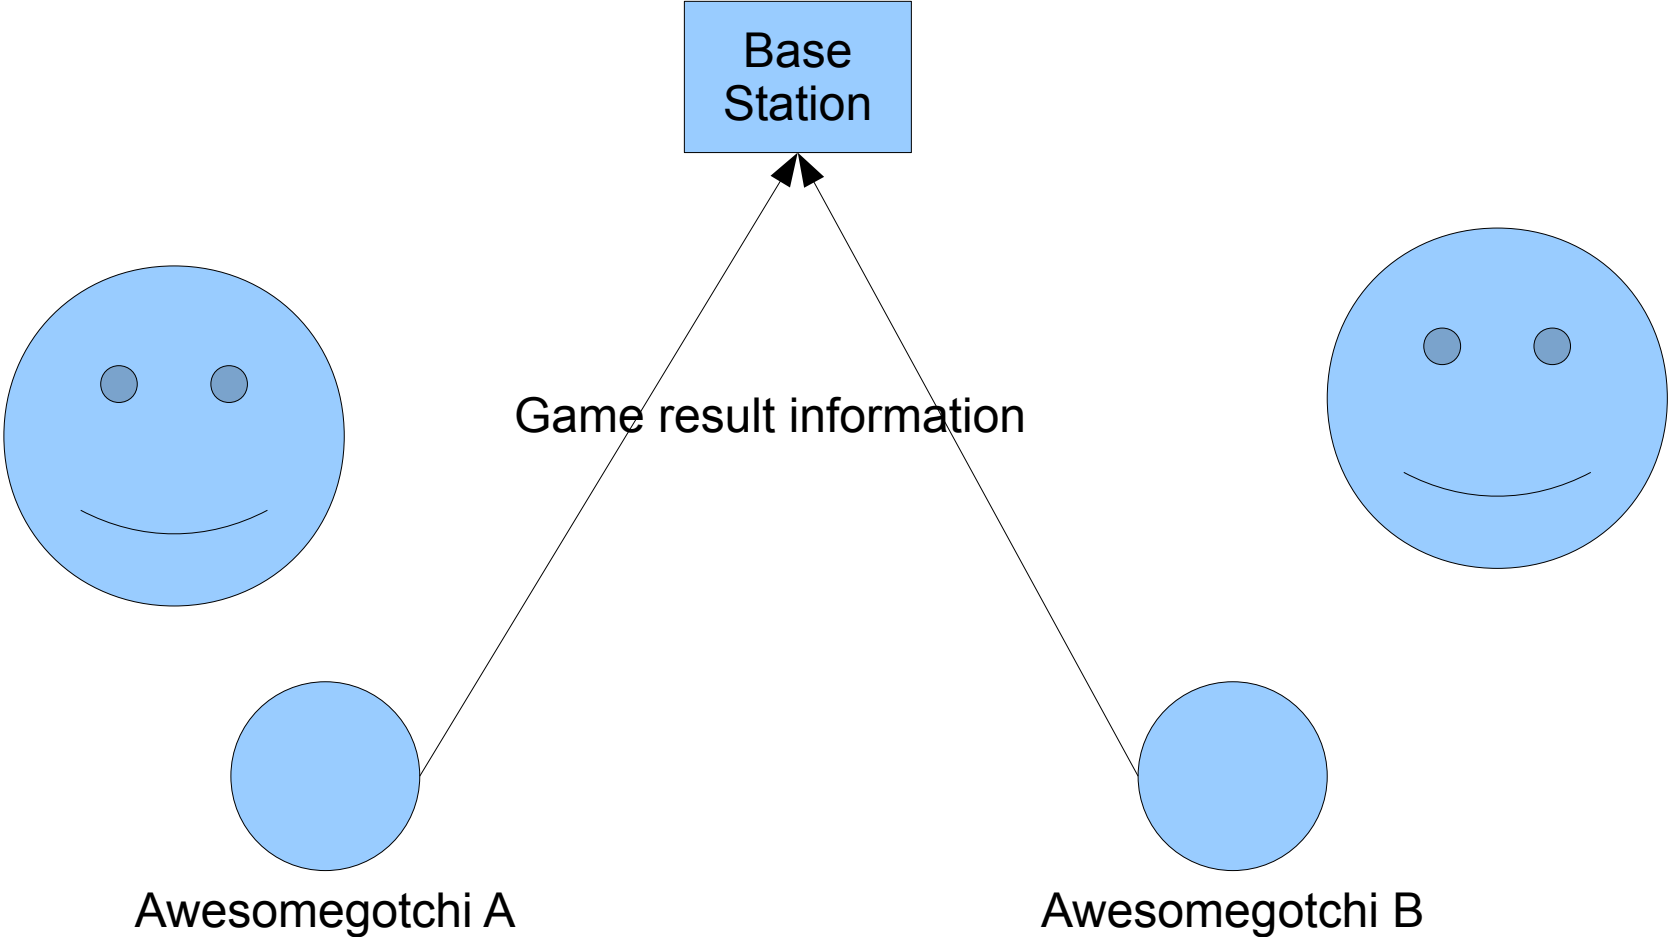 Base
Station
Game result information
Awesomegotchi A
Awesomegotchi B